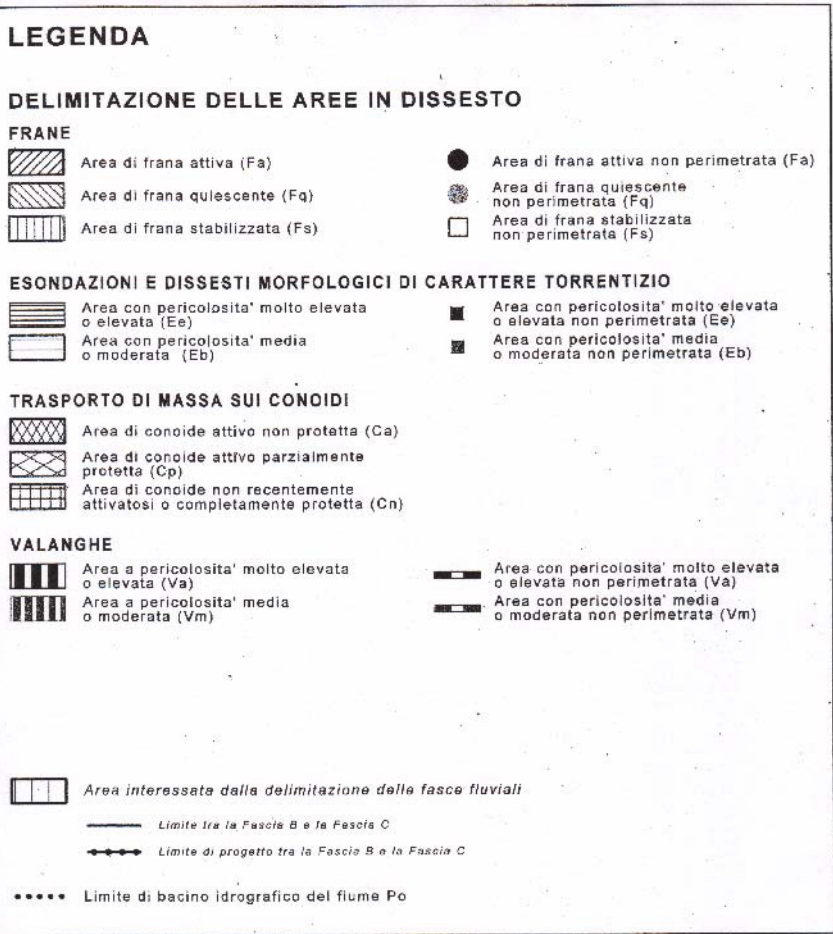 LEGENDA
DELIMITAZIONE DELLE AREE IN DISSESTO
FRANE
Area di frana attiva (Fa)
Area di frana quiescente (Fq)
Area di frana stabilizzata (Fs)
Area di frana attiva non perimetrata (Fa)
Area di frana quiescente
non perimetrata (Fq)
Area di frana stabilizzata
non perimetrata (Fs)
ESONDAZIONI E DISSESTI MORFOLOGICI DI CARATTERE TORRENTIZIO
Area con pericolosita' molto elevata
o elevata (Ee)
Area con pericolosita' media
o moderata (Eb)
Area con pericolosita' molto elevata
o elevata non perimetrata (Ee)
Area con pericolosita' media
o moderata non perimetrata (Eb)
TRASPORTO DI MASSA SUI CONOIDI
Area di conoide attivo non protetta (Ca)
Area di conoide attivo parzialmente
protetta (Cp)
Area di conoide non recentemente
attivatosi o completamente protetta (Cn)
VALANGHE
Area a pericolosita' molto elevata
o elevata (Va)
Area a pericolosita' media
o moderata (Vm)
Area con pericolosita' molto elevata
o elevata non perimetrata (Va)
Area con pericolosita' media
o moderata non perimetrata (Vm)
Area interessata dalla delimitazione delle fasce fluviali
Limite tra la Fascia B e la Fascia C
Limite di progetto tra la Fascia B e la Fascia C
Limite di bacino idrografico del fiume Po